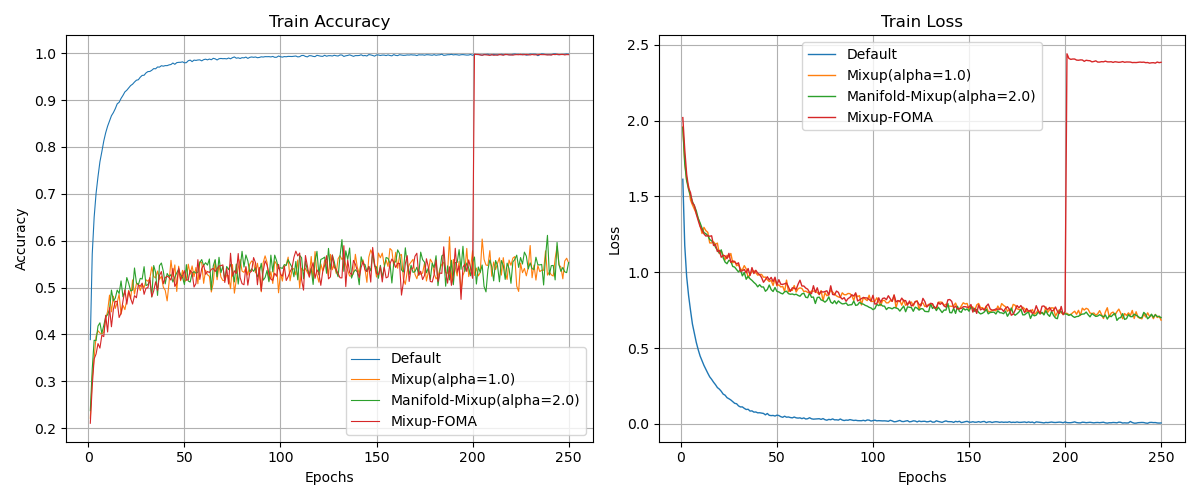 Train Accuracy
Accuracy
1.0
0.9
0.8
0.7
0.6
0.5
0.4
0.3
0.2
Default
Mixup(alpha=1.0)
Manifold-Mixup(alpha=2.0)
Mixup-FOMA
0 50 100 150 200 250
Epochs
Train Loss
Loss
2.5
2.0
1.5
1.0
0.5
0.0
Default
Mixup(alpha=1.0)
Manifold-Mixup(alpha=2.0)
Mixup-FOMA
0 50 100 150 200 250
Epochs